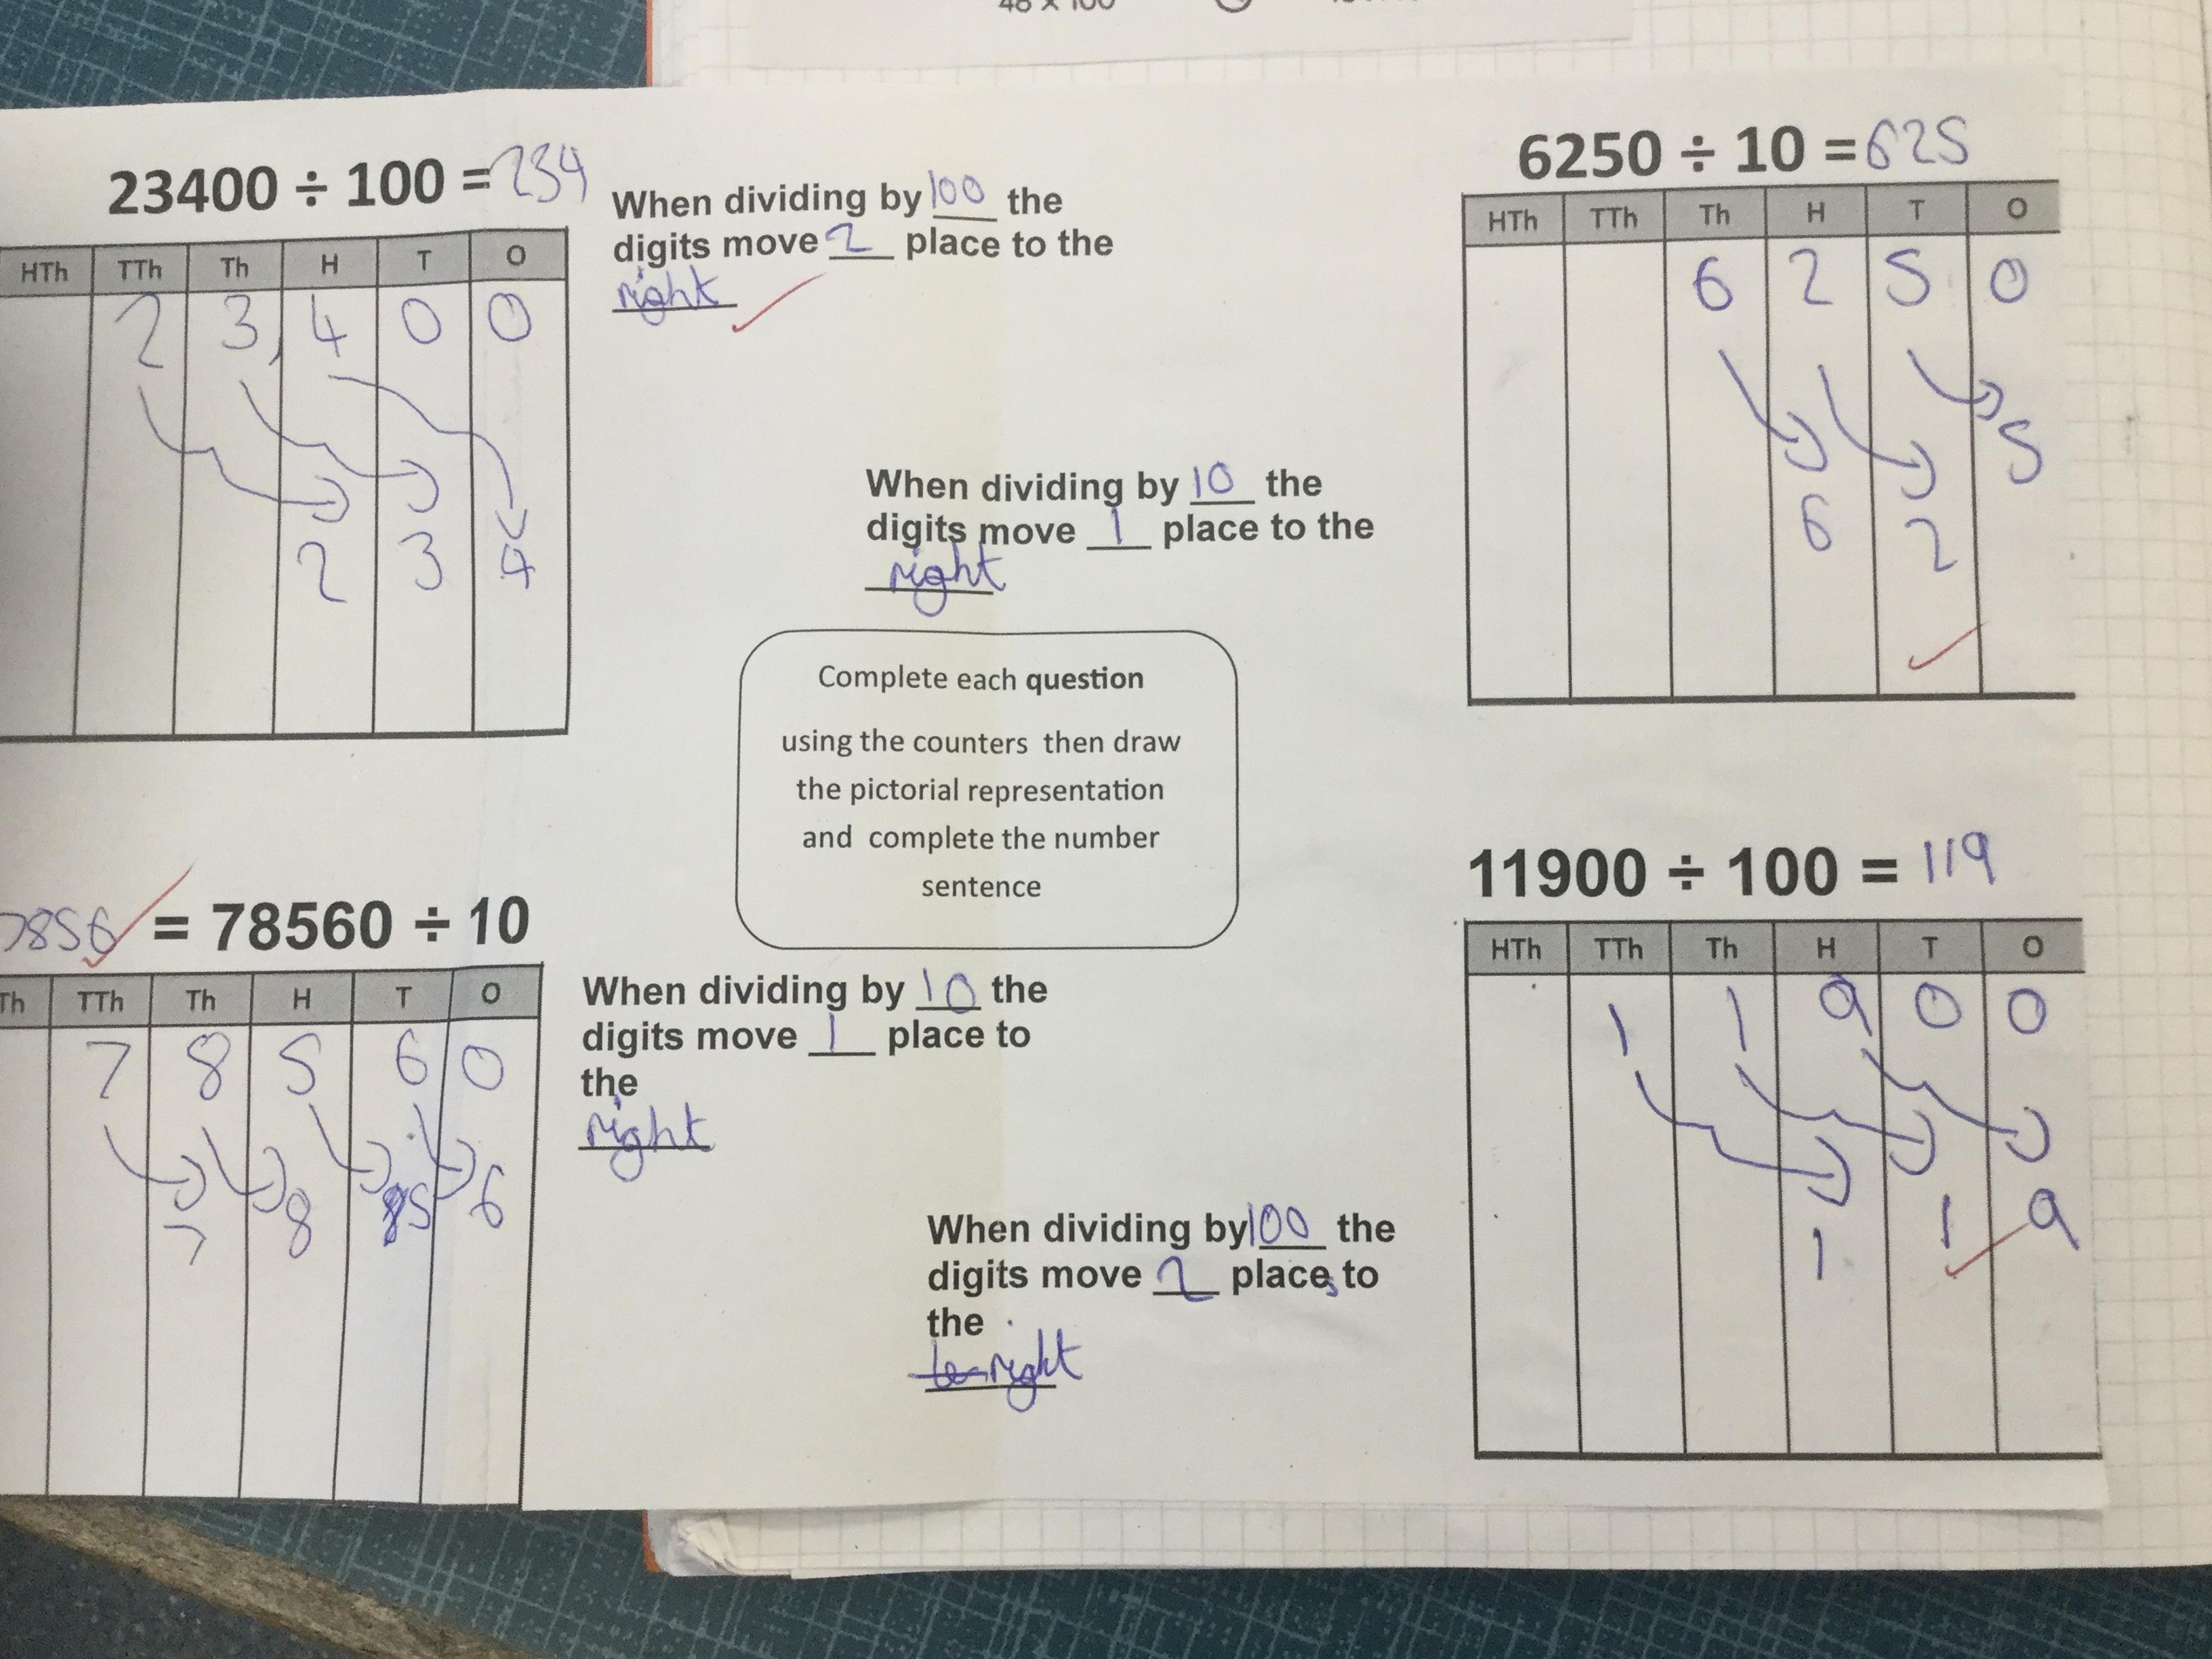 48 x 100
23400 ÷ 100 = 234
HTh TTh Th H T O
2 3, 4 0 0
2 3 4
When dividing by 100 the
digits move 2 place to the
right
6250 ÷ 10 = 625
HTh TTh Th H T O
6 2 5 0
5
6 2
When dividing by 10 the
digits move 1 place to the
right
Complete each question
using the counters then draw
the pictorial representation
and complete the number
sentence
7856 = 78560 ÷ 10
Th TTh Th H T O
7 8 5 6 0
7 8 5 6
When dividing by 10 the
digits move 1 place to
the
right
11900 ÷ 100 = 119
HTh TTh Th H T O
1 1 9 0 0
1 1 9
When dividing by 100 the
digits move 2 places to
the
right